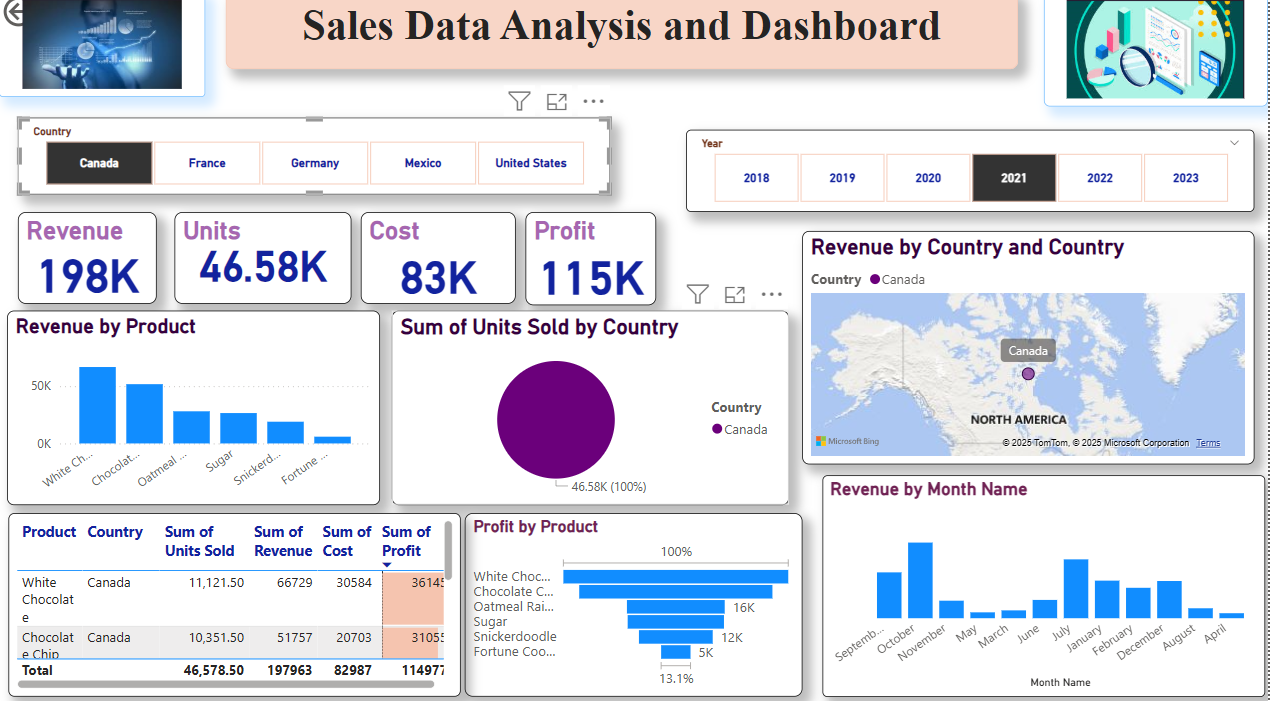 Sales Data Analysis and Dashboard
Country
Canada France Germany Mexico United States
Year
2018 2019 2020 2021 2022 2023
Revenue
198K
Units
46.58K
Cost
83K
Profit
115K
Revenue by Country and Country
Country Canada
Canada
NORTH AMERICA
Microsoft Bing
© 2025 TomTom, © 2025 Microsoft Corporation Terms
Revenue by Product
50K
0K
White Ch...
Chocolat...
Oatmeal ...
Sugar
Snickerd...
Fortune ...
Sum of Units Sold by Country
Country
Canada
46.58K (100%)
Product Country Sum of Units Sold Sum of Revenue Sum of Cost Sum of Profit
White Chocolate Canada 11,121.50 66729 30584 36145
Chocolate Chip Canada 10,351.50 51757 20703 31055
Total 46,578.50 197963 82987 114977
Profit by Product
100%
White Choc...
Chocolate C...
Oatmeal Rai... 16K
Sugar
Snickerdoodle 12K
Fortune Coo... 5K
13.1%
Revenue by Month Name
Septemb...
October
November
May
March
June
July
January
February
December
August
April
Month Name